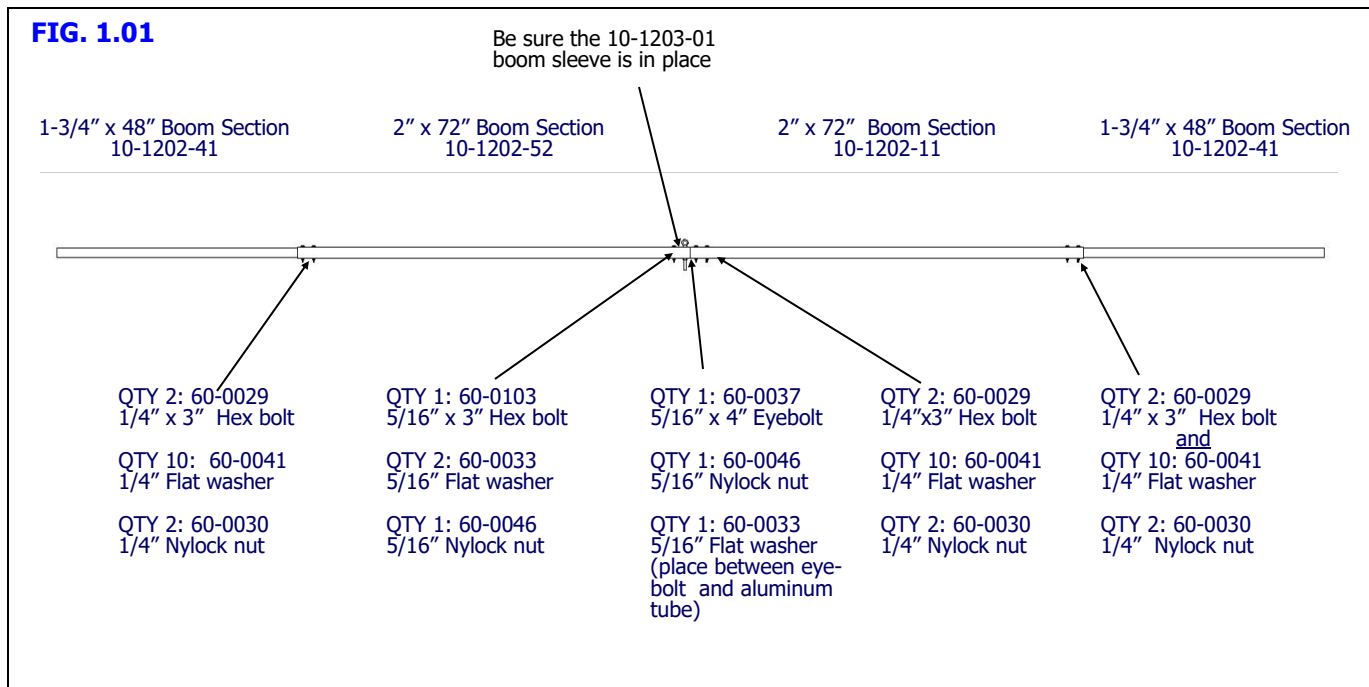 FIG. 1.01
Be sure the 10-1203-01
boom sleeve is in place
1-3/4” x 48” Boom Section
10-1202-41
2” x 72” Boom Section
10-1202-52
2” x 72” Boom Section
10-1202-11
1-3/4” x 48” Boom Section
10-1202-41
QTY 2: 60-0029
1/4” x 3” Hex bolt
QTY 10: 60-0041
1/4” Flat washer
QTY 2: 60-0030
1/4” Nylock nut
QTY 1: 60-0103
5/16” x 3” Hex bolt
QTY 2: 60-0033
5/16” Flat washer
QTY 1: 60-0046
5/16” Nylock nut
QTY 1: 60-0037
5/16” x 4” Eyebolt
QTY 1: 60-0046
5/16” Nylock nut
QTY 1: 60-0033
5/16” Flat washer
(place between eye-
bolt and aluminum
tube)
QTY 2: 60-0029
1/4”x3” Hex bolt
QTY 10: 60-0041
1/4” Flat washer
QTY 2: 60-0030
1/4” Nylock nut
QTY 2: 60-0029
1/4” x 3” Hex bolt
and
QTY 10: 60-0041
1/4” Flat washer
QTY 2: 60-0030
1/4” Nylock nut